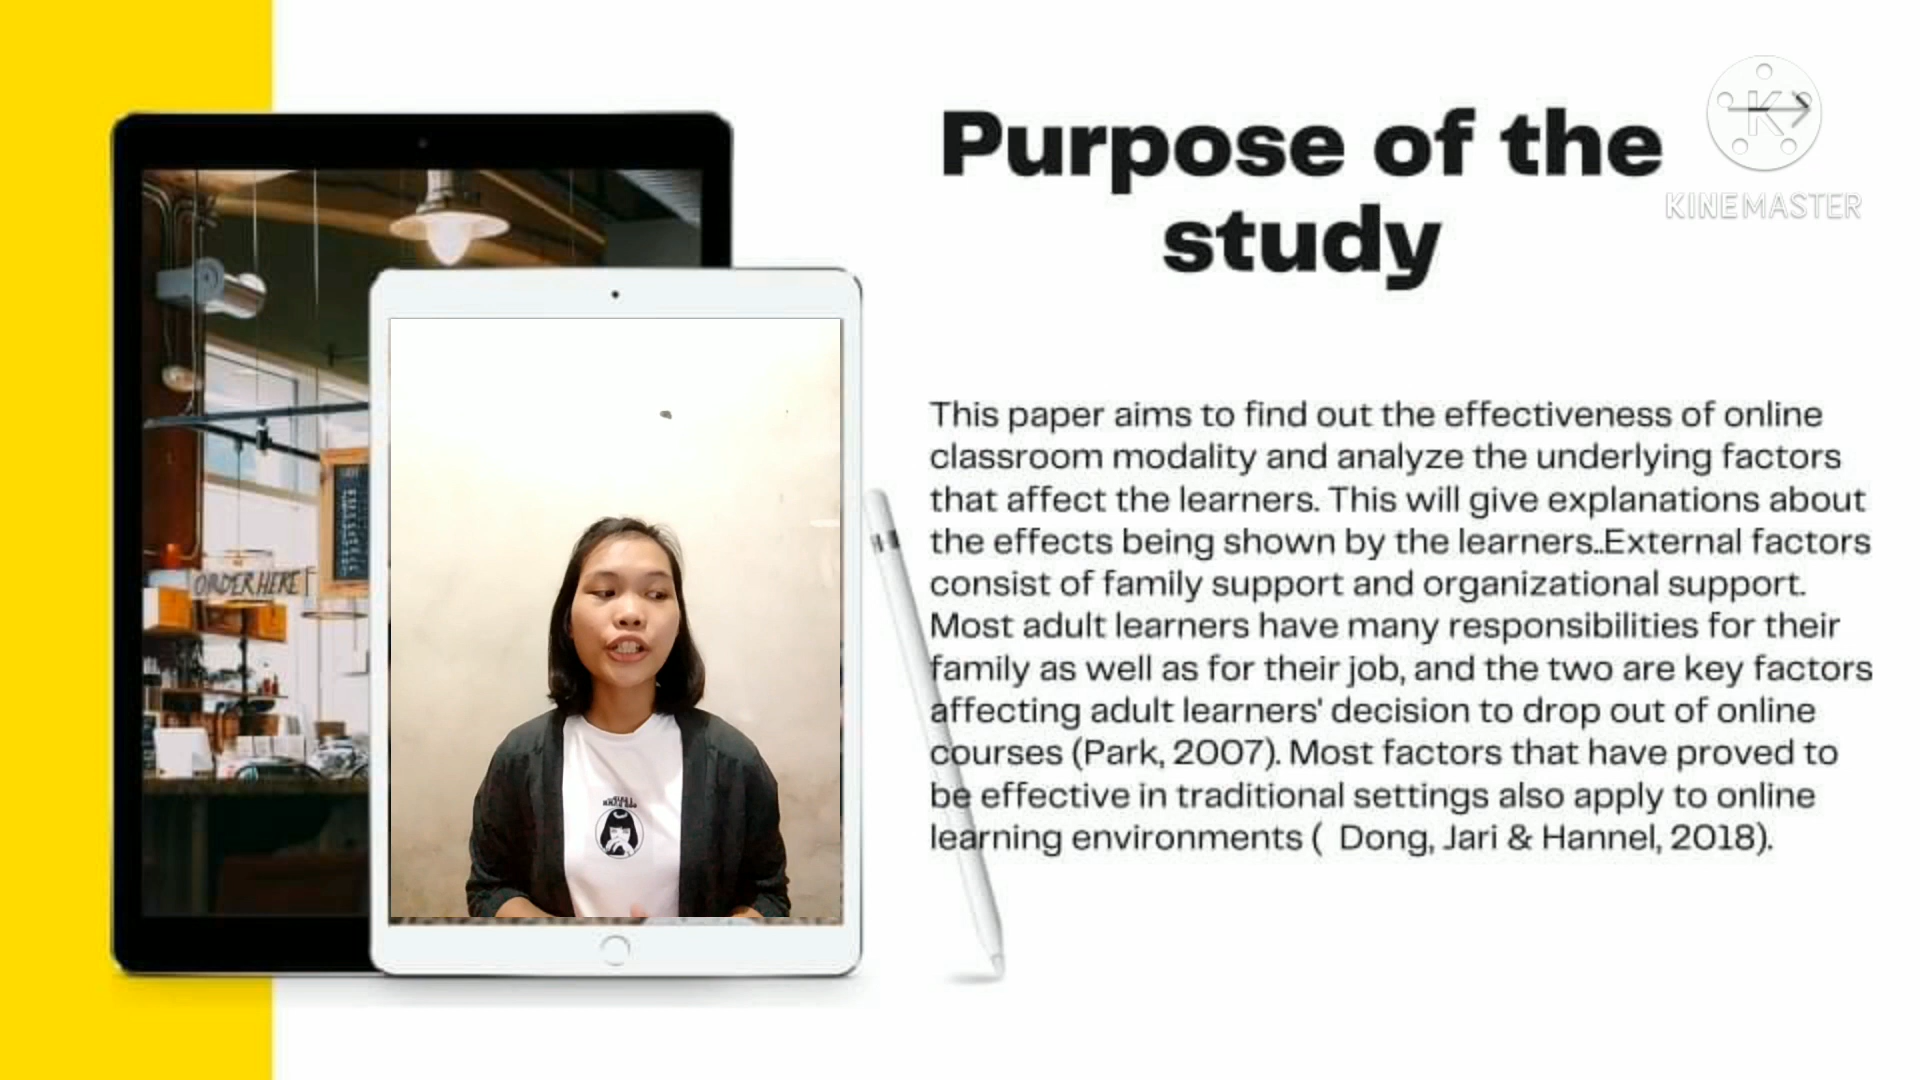 Purpose of the
study
KINEMASTER
This paper aims to find out the effectiveness of online
classroom modality and analyze the underlying factors
that affect the learners. This will give explanations about
the effects being shown by the learners..External factors
consist of family support and organizational support.
Most adult learners have many responsibilities for their
family as well as for their job, and the two are key factors
affecting adult learners' decision to drop out of online
courses (Park, 2007). Most factors that have proved to
be effective in traditional settings also apply to online
learning environments (  Dong, Jari & Hannel, 2018).
ORDER HERE